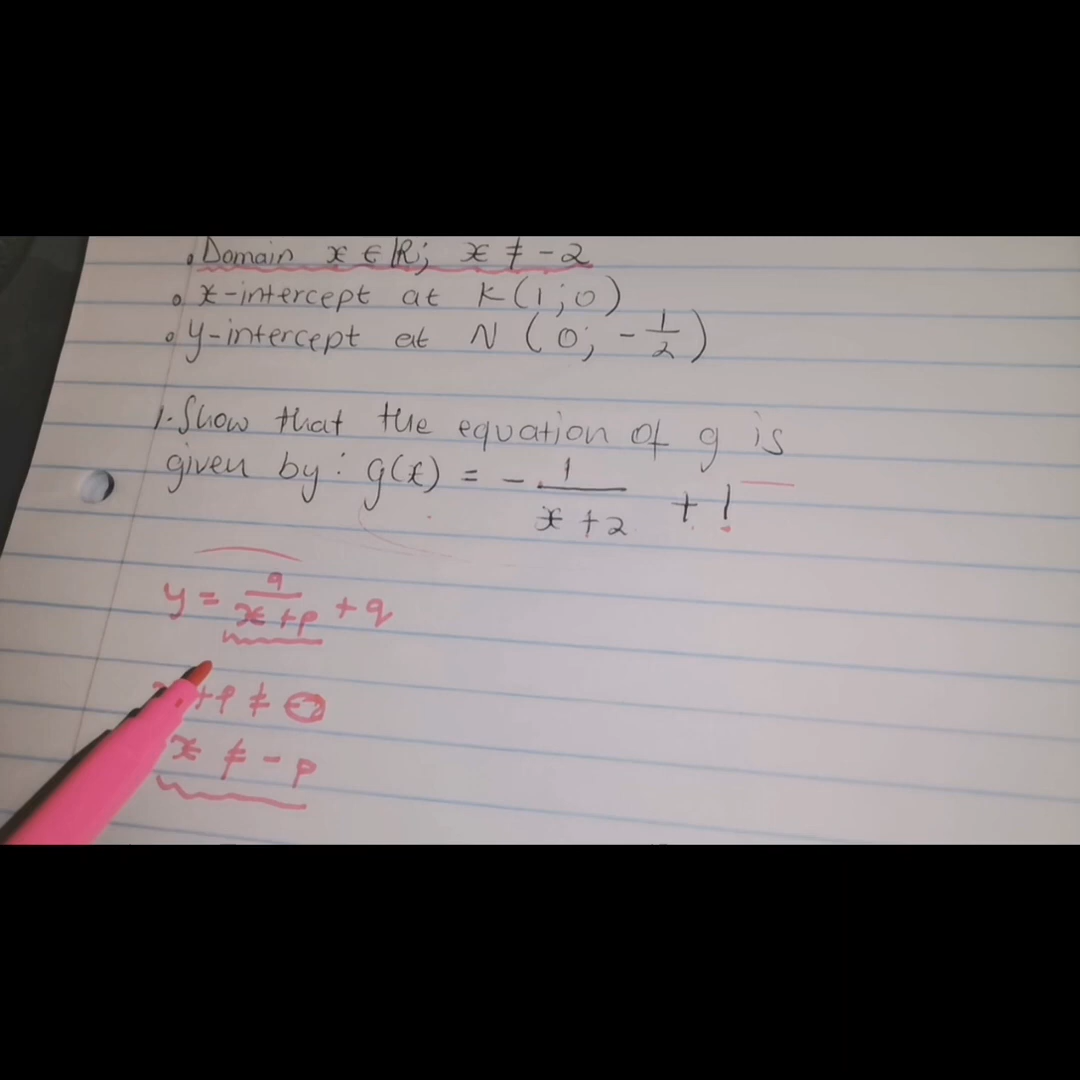 • Domain x ∈ ℝ; x ≠ -2
• x-intercept at K(1;0)
• y-intercept at N (0; -1/2)
1. Show that the equation of g is
given by: g(x) = - 1/(x+2) + 1
y = a/(x+p) + q
+p ≠ 0
x ≠ -p